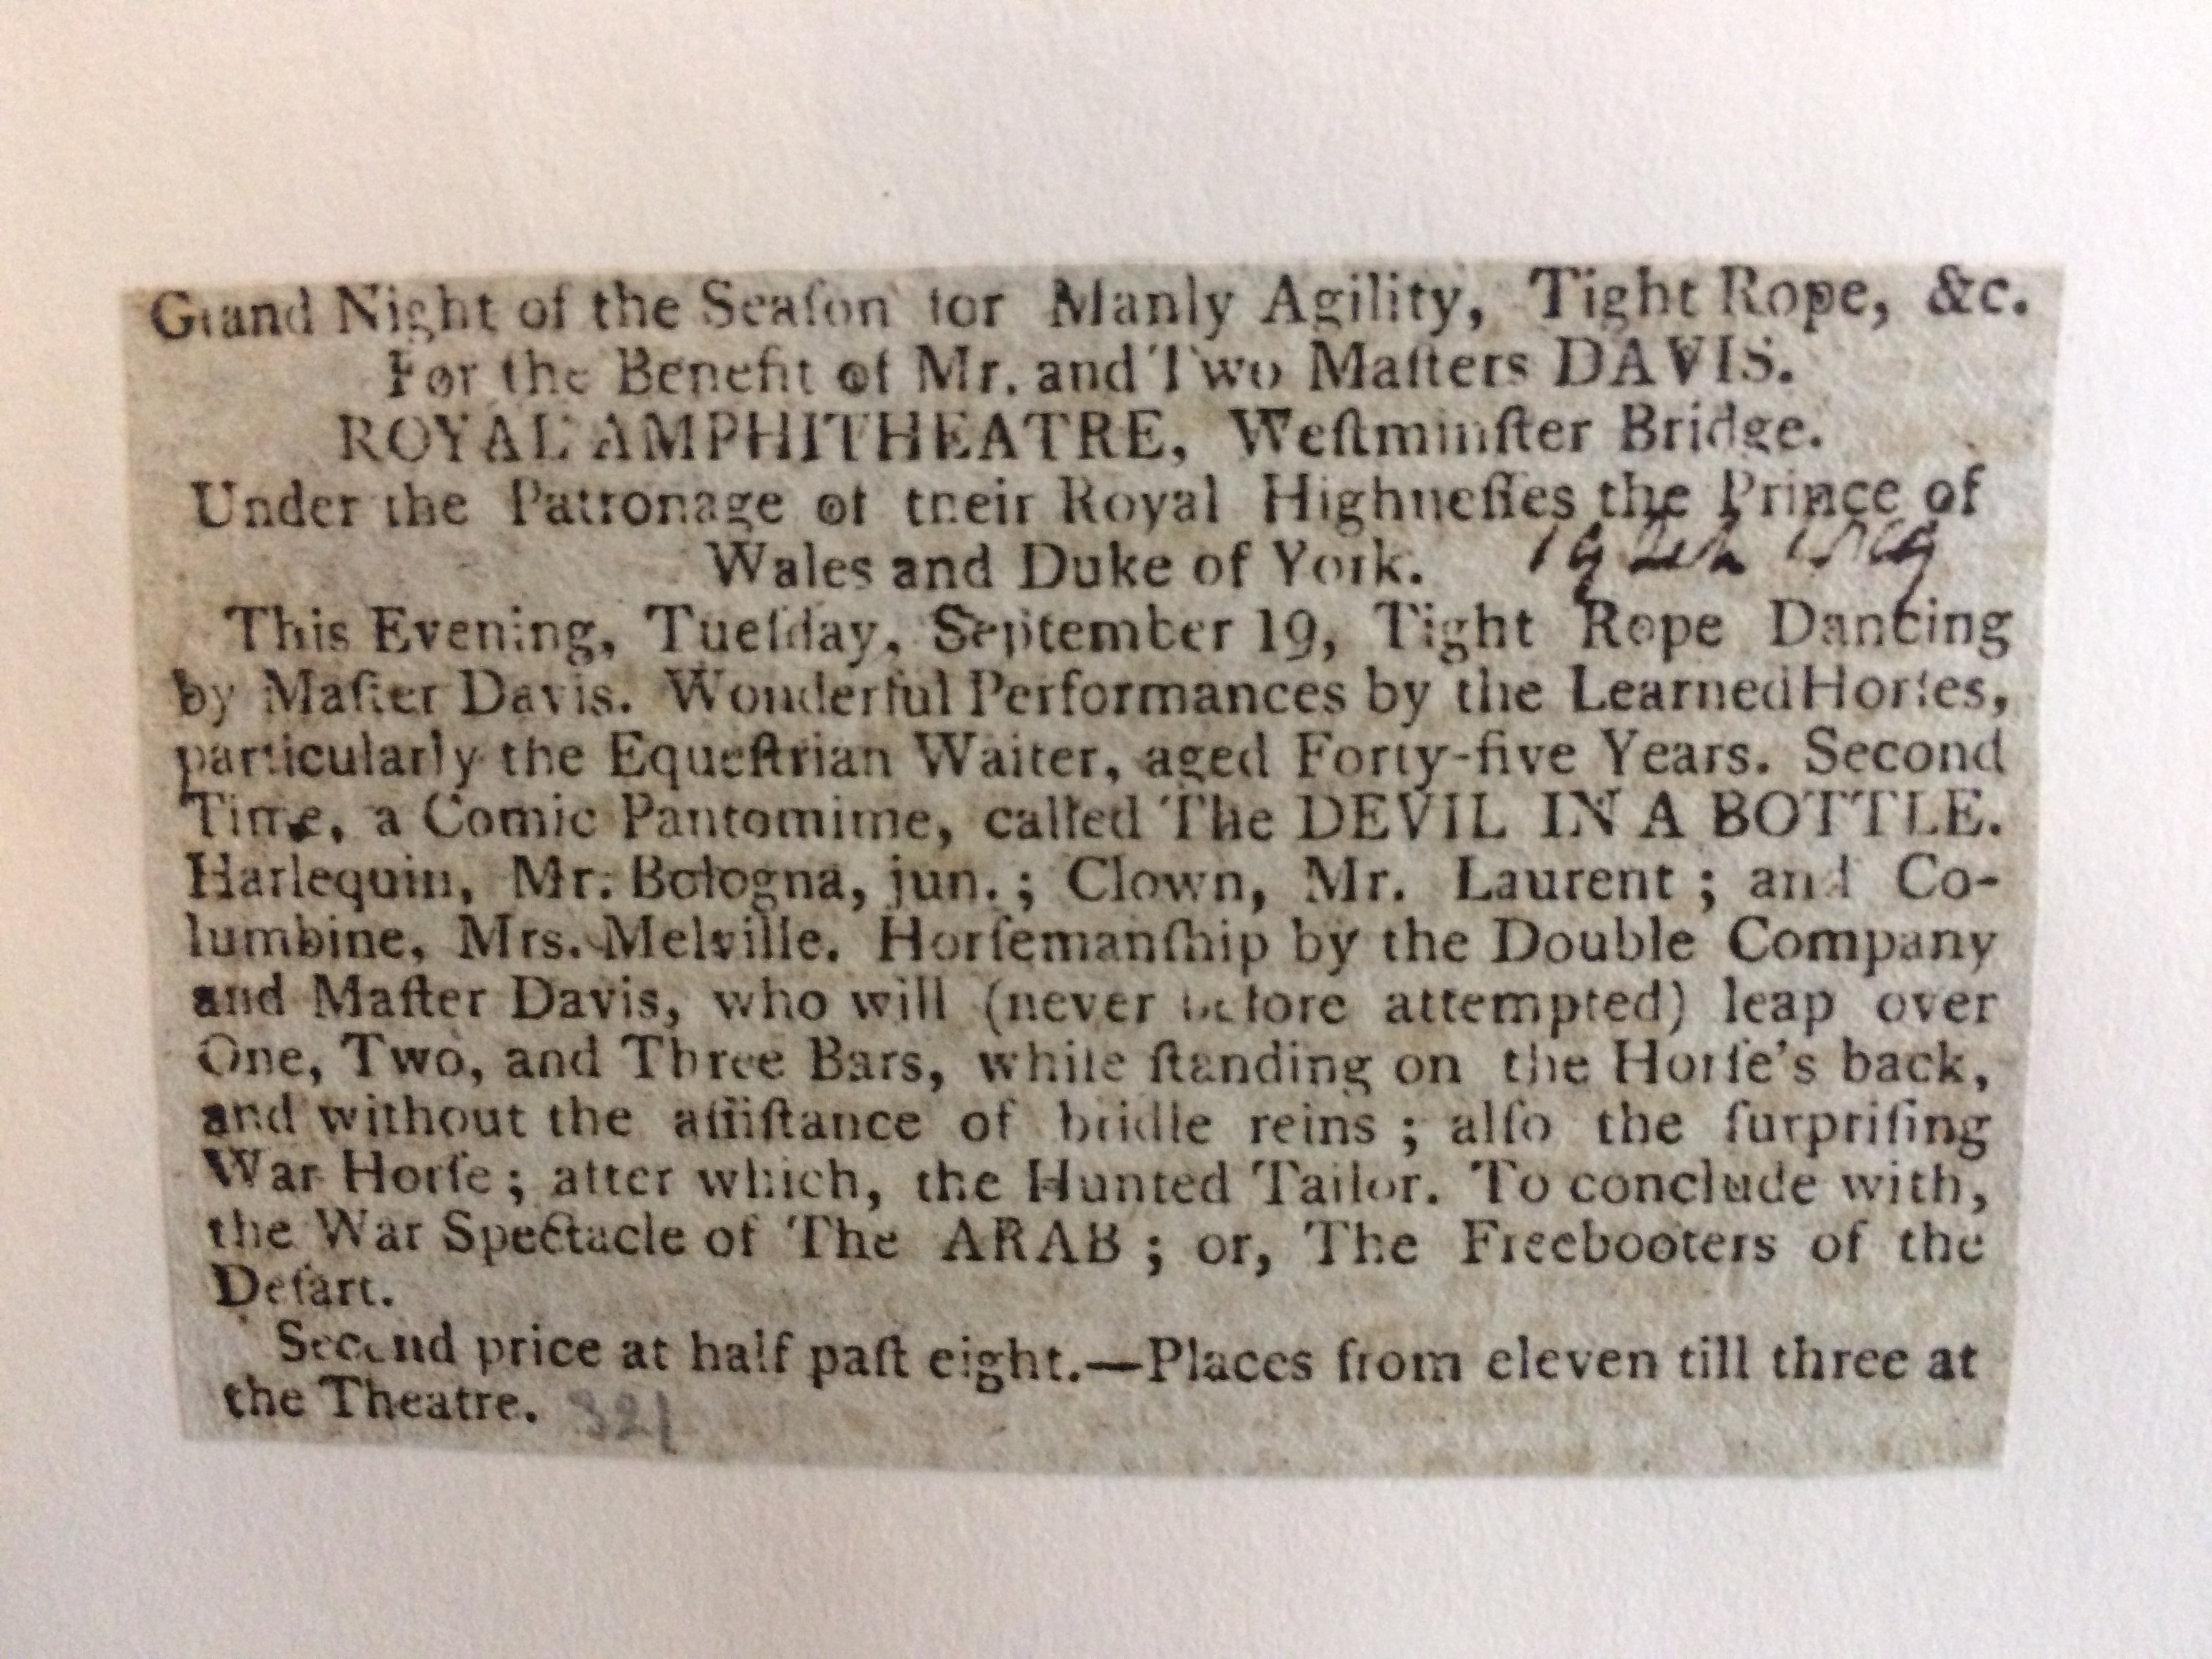 Grand Night of the Seaſon for Manly Agility, Tight Rope, &c.
For the Benefit of Mr. and Two Maſters DAVIS.
ROYAL AMPHITHEATRE, Weſtminſter Bridge.
Under the Patronage of their Royal Highneſſes the Prince of
Wales and Duke of York. 19
This Evening, Tueſday, September 19, Tight Rope Dancing
by Maſter Davis. Wonderful Performances by the Learned Horſes,
particularly the Equeſtrian Waiter, aged Forty-five Years. Second
Time, a Comic Pantomime, called The DEVIL IN A BOTTLE.
Harlequin, Mr. Bologna, jun.; Clown, Mr. Laurent; and Co-
lumbine, Mrs. Melville. Horſemanſhip by the Double Company
and Maſter Davis, who will (never before attempted) leap over
One, Two, and Three Bars, while ſtanding on the Horſe's back,
and without the aſſiſtance of bridle reins; alſo the ſurpriſing
War Horſe; after which, the Hunted Tailor. To conclude with,
the War Spectacle of The ARAB; or, The Freebooters of the
Deſart.
Second price at half paſt eight.—Places from eleven till three at
the Theatre. 321